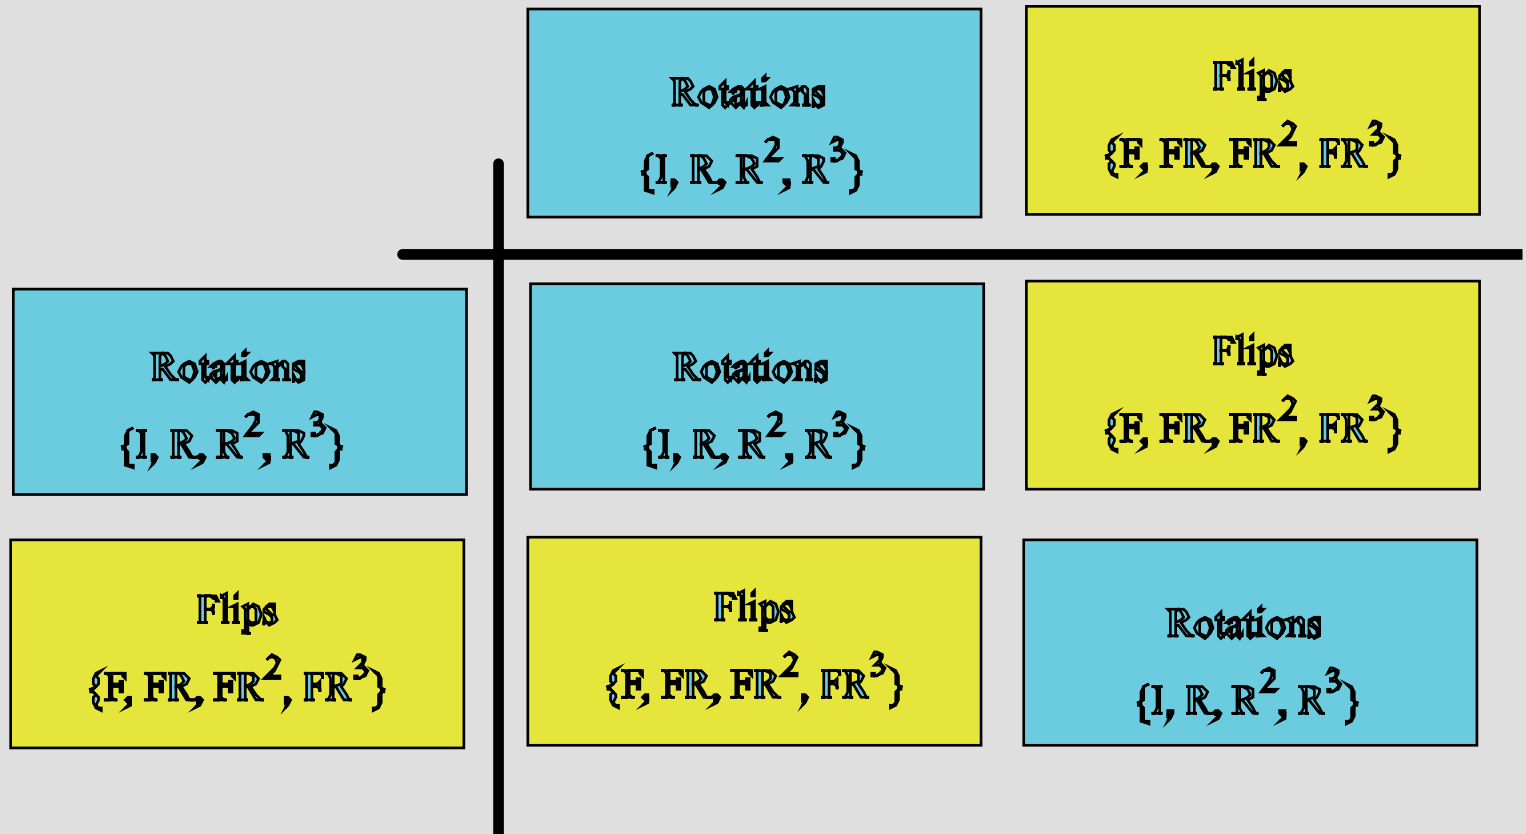 Rotations
{I, R, R², R³}
Flips
{F, FR, FR², FR³}
Rotations
{I, R, R², R³}
Rotations
{I, R, R², R³}
Flips
{F, FR, FR², FR³}
Flips
{F, FR, FR², FR³}
Flips
{F, FR, FR², FR³}
Rotations
{I, R, R², R³}